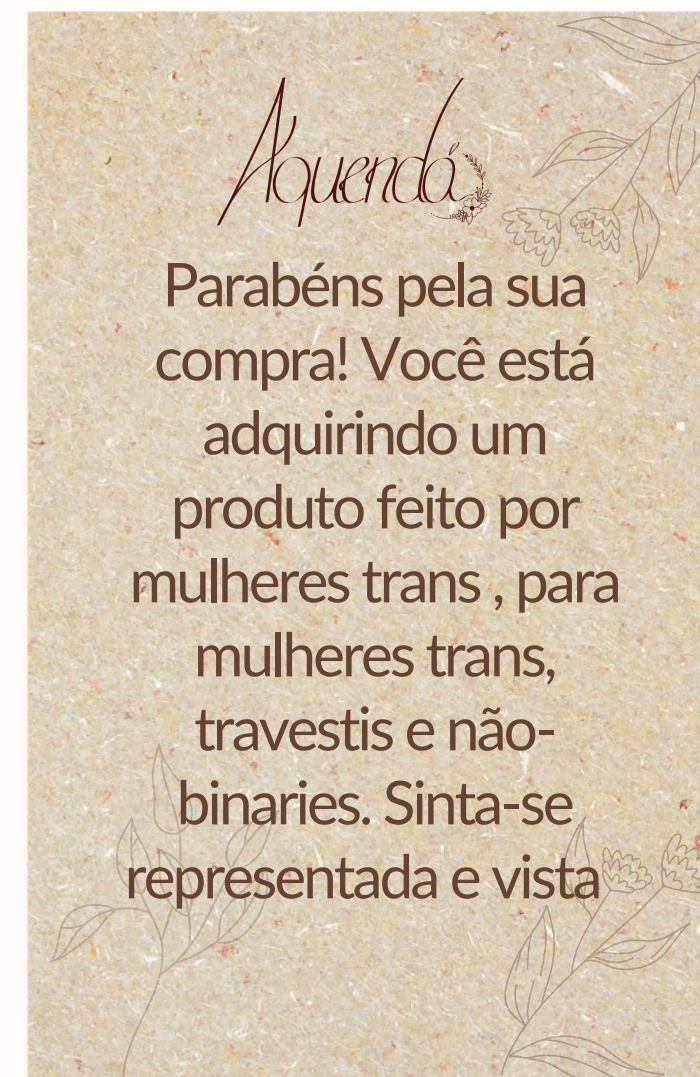 Aquendá
Parabéns pela sua
compra! Você está
adquirindo um
produto feito por
mulheres trans , para
mulheres trans,
travestis e não-
binaries. Sinta-se
representada e vista